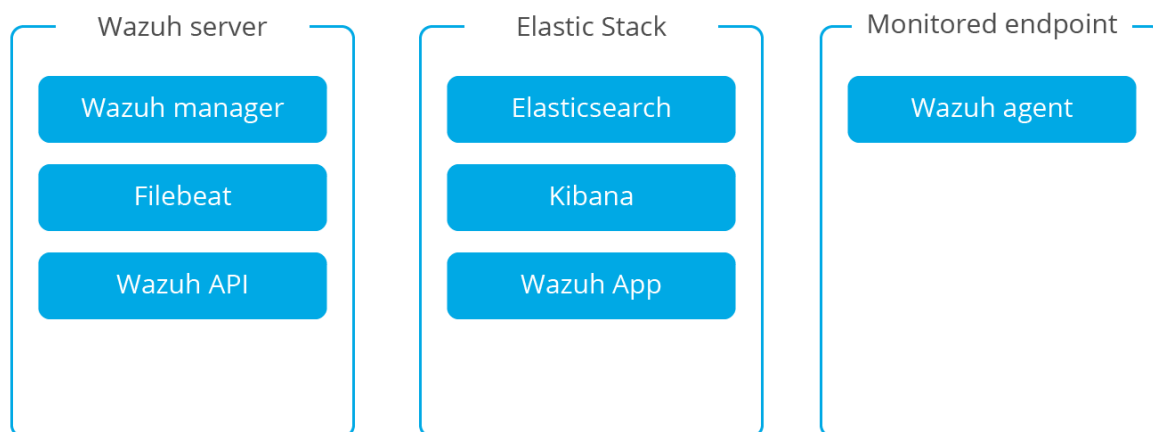 Wazuh server
Wazuh manager
Filebeat
Wazuh API
Elastic Stack
Elasticsearch
Kibana
Wazuh App
Monitored endpoint
Wazuh agent